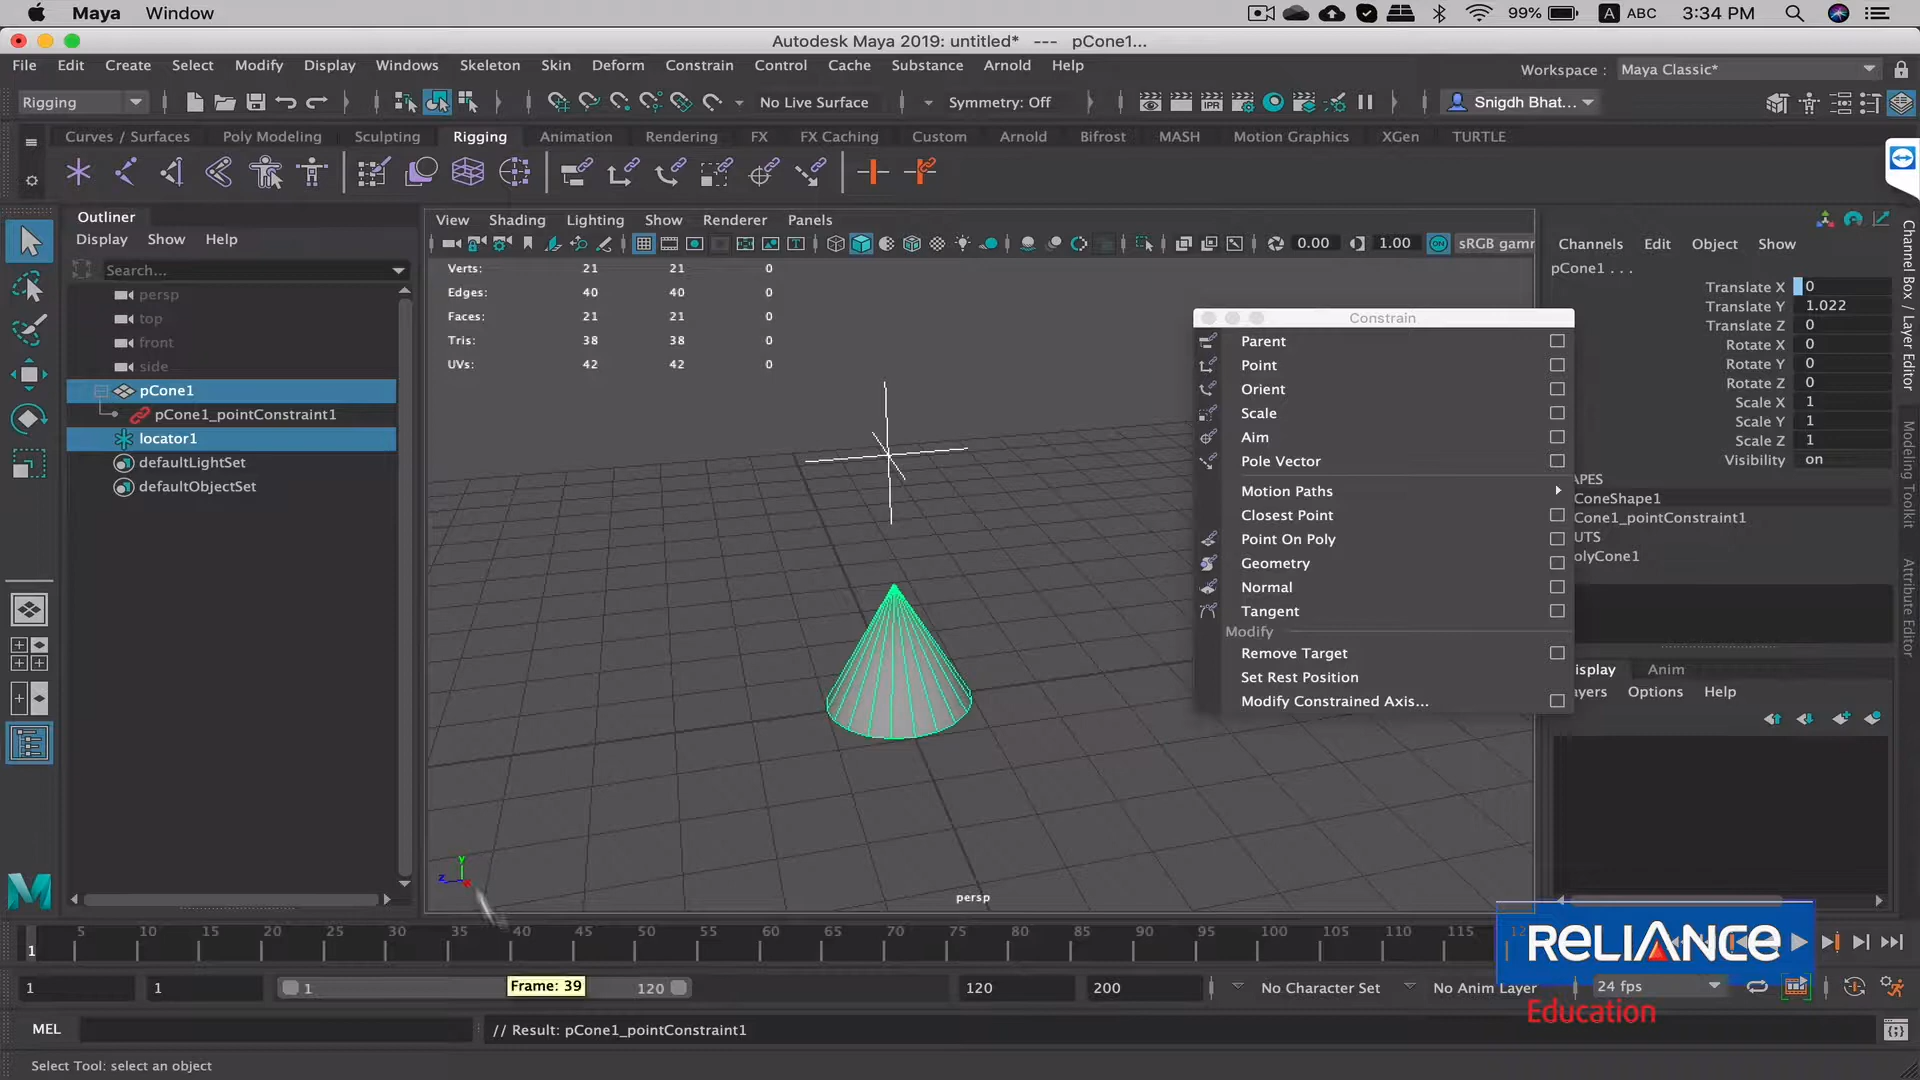 Maya Window 99% A ABC 3:34 PM
Autodesk Maya 2019: untitled* --- pCone1...
File Edit Create Select Modify Display Windows Skeleton Skin Deform Constrain Control Cache Substance Arnold Help Workspace : Maya Classic*
Rigging No Live Surface Symmetry: Off IPR Snigdh Bhat...
Curves / Surfaces Poly Modeling Sculpting Rigging Animation Rendering FX FX Caching Custom Arnold Bifrost MASH Motion Graphics XGen TURTLE
Outliner
Display Show Help
Search...
persp
top
front
side
pCone1
pCone1_pointConstraint1
locator1
defaultLightSet
defaultObjectSet
View Shading Lighting Show Renderer Panels
0.00 1.00 ON sRGB gamm
Verts: 21 21 0
Edges: 40 40 0
Faces: 21 21 0
Tris: 38 38 0
UVs: 42 42 0
Constrain
Parent
Point
Orient
Scale
Aim
Pole Vector
Motion Paths
Closest Point
Point On Poly
Geometry
Normal
Tangent
Modify
Remove Target
Set Rest Position
Modify Constrained Axis...
y
z
persp
Channels Edit Object Show
pCone1 . . .
Translate X 0
Translate Y 1.022
Translate Z 0
Rotate X 0
Rotate Y 0
Rotate Z 0
Scale X 1
Scale Y 1
Scale Z 1
Visibility on
APES
ConeShape1
Cone1_pointConstraint1
UTS
olyCone1
isplay Anim
ayers Options Help
Channel Box / Layer Editor
Modeling Toolkit
Attribute Editor
1 5 10 15 20 25 30 35 40 45 50 55 60 65 70 75 80 85 90 95 100 105 110 115 12
1 1 1 Frame: 39 120 120 200 No Character Set No Anim Layer 24 fps
RELIANCE
Education
MEL // Result: pCone1_pointConstraint1
Select Tool: select an object